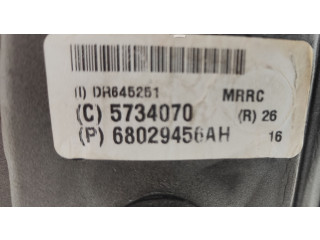 (I) DR645251 MRRC
(C) 5734070 (R) 26
(P) 68029456AH 16